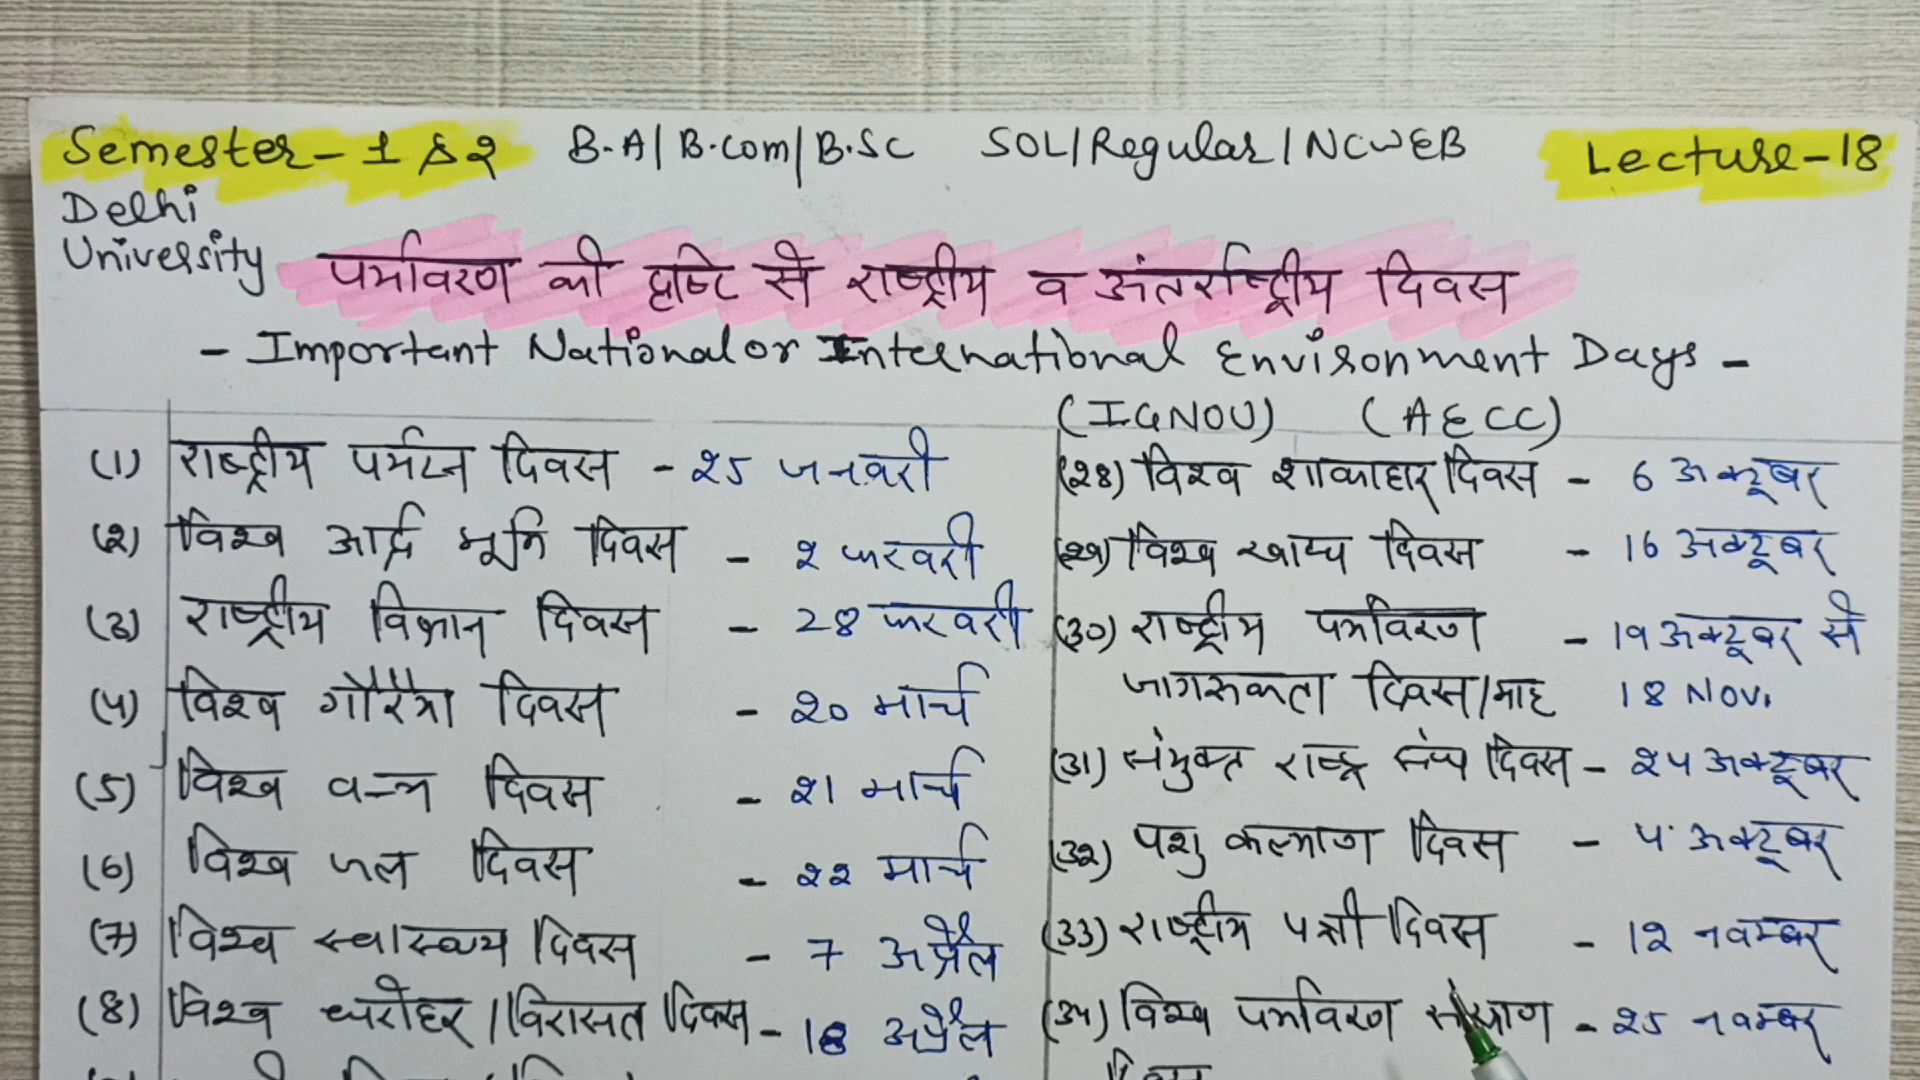 Semester-1 & 2 B.A/B.com/B.Sc SOL/Regular/NCWEB Lecture-18
Delhi
University
पर्यावरण की दृष्टि से राष्ट्रीय व अंतर्राष्ट्रीय दिवस
- Important National or International Environment Days -
(IGNOU) (AECC)
(1) राष्ट्रीय पर्यटन दिवस - 25 जनवरी
(2) विश्व आर्द्र भूमि दिवस - 2 फरवरी
(3) राष्ट्रीय विज्ञान दिवस - 28 फरवरी
(4) विश्व गौरैया दिवस - 20 मार्च
(5) विश्व वन्य दिवस - 21 मार्च
(6) विश्व जल दिवस - 22 मार्च
(7) विश्व स्वास्थ्य दिवस - 7 अप्रैल
(8) विश्व धरोहर/विरासत दिवस - 18 अप्रैल
(28) विश्व शाकाहार दिवस - 6 अक्टूबर
(29) विश्व खाद्य दिवस - 16 अक्टूबर
(30) राष्ट्रीय पर्यावरण - 19 अक्टूबर से
जागरूकता दिवस/माह 18 Nov.
(31) संयुक्त राष्ट्र संघ दिवस - 24 अक्टूबर
(32) पशु कल्याण दिवस - 4 अक्टूबर
(33) राष्ट्रीय पक्षी दिवस - 12 नवम्बर
(34) विश्व पर्यावरण - 25 नवम्बर
दिवस